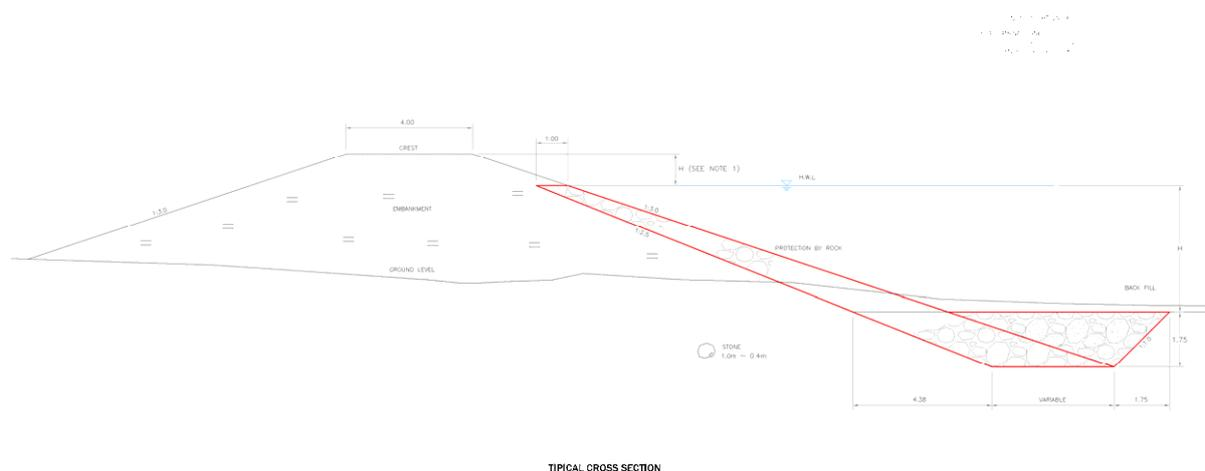 4.00
1.00
CREST
H (SEE NOTE 1)
H.W.L
1:3.0
1:3.0
EMBANKMENT
1:2.5
PROTECTION BY ROCK
H
GROUND LEVEL
BACK FILL
STONE
1.0m ~ 0.4m
1.75
4.38
VARIABLE
1.75
TIPICAL CROSS SECTION